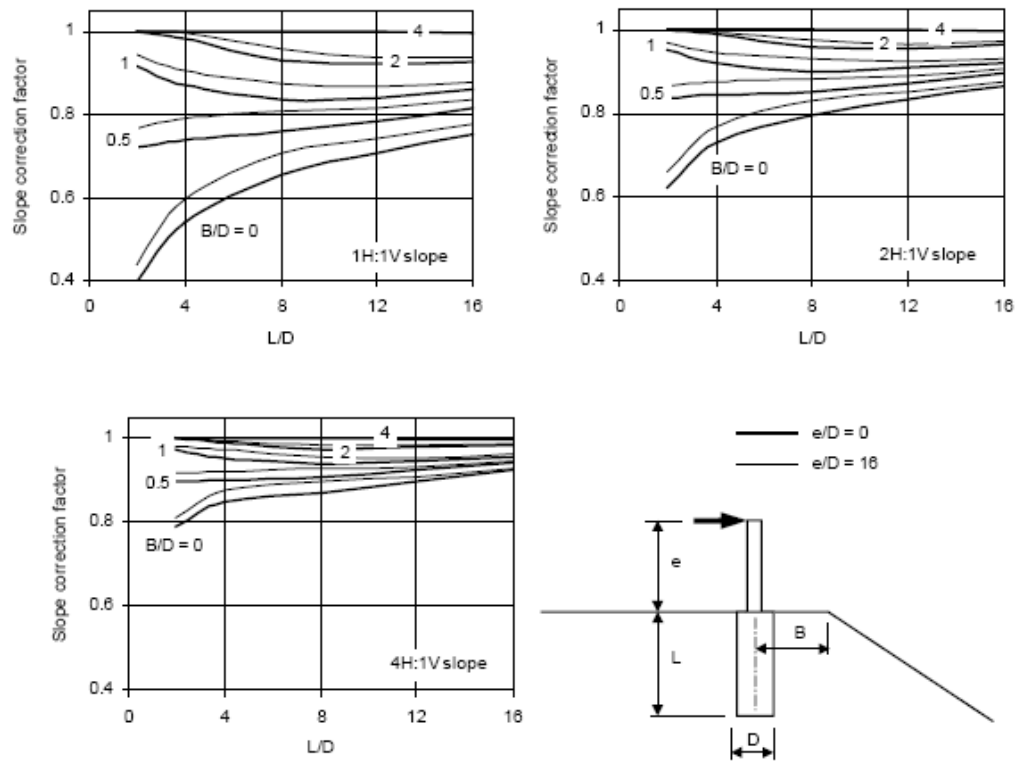 Slope correction factor
1
0.8
0.6
0.4
4
2
1
0.5
B/D = 0
1H:1V slope
0 4 8 12 16
L/D
Slope correction factor
1
0.8
0.6
0.4
4
2
1
0.5
B/D = 0
2H:1V slope
0 4 8 12 16
L/D
Slope correction factor
1
0.8
0.6
0.4
4
2
1
0.5
B/D = 0
4H:1V slope
0 4 8 12 16
L/D
e/D = 0
e/D = 16
e
B
L
D